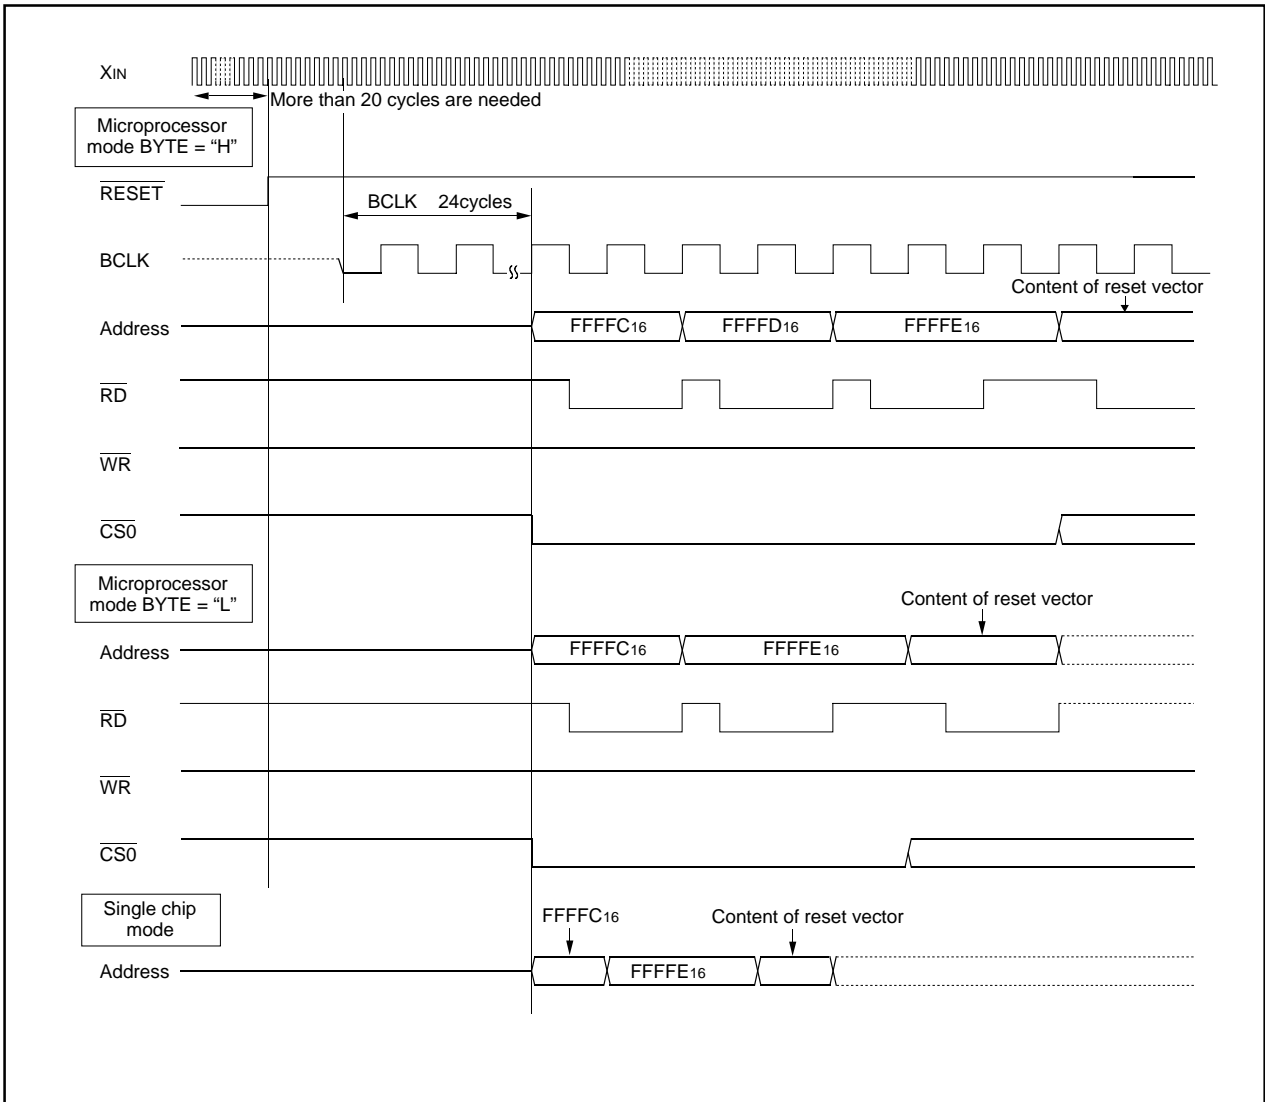 XIN
More than 20 cycles are needed
Microprocessor
mode BYTE = “H”
RESET
BCLK 24cycles
BCLK
Content of reset vector
Address
FFFFC16
FFFFD16
FFFFE16
RD
WR
CS0
Microprocessor
mode BYTE = “L”
Content of reset vector
Address
FFFFC16
FFFFE16
RD
WR
CS0
Single chip
mode
FFFFC16
Content of reset vector
Address
FFFFE16